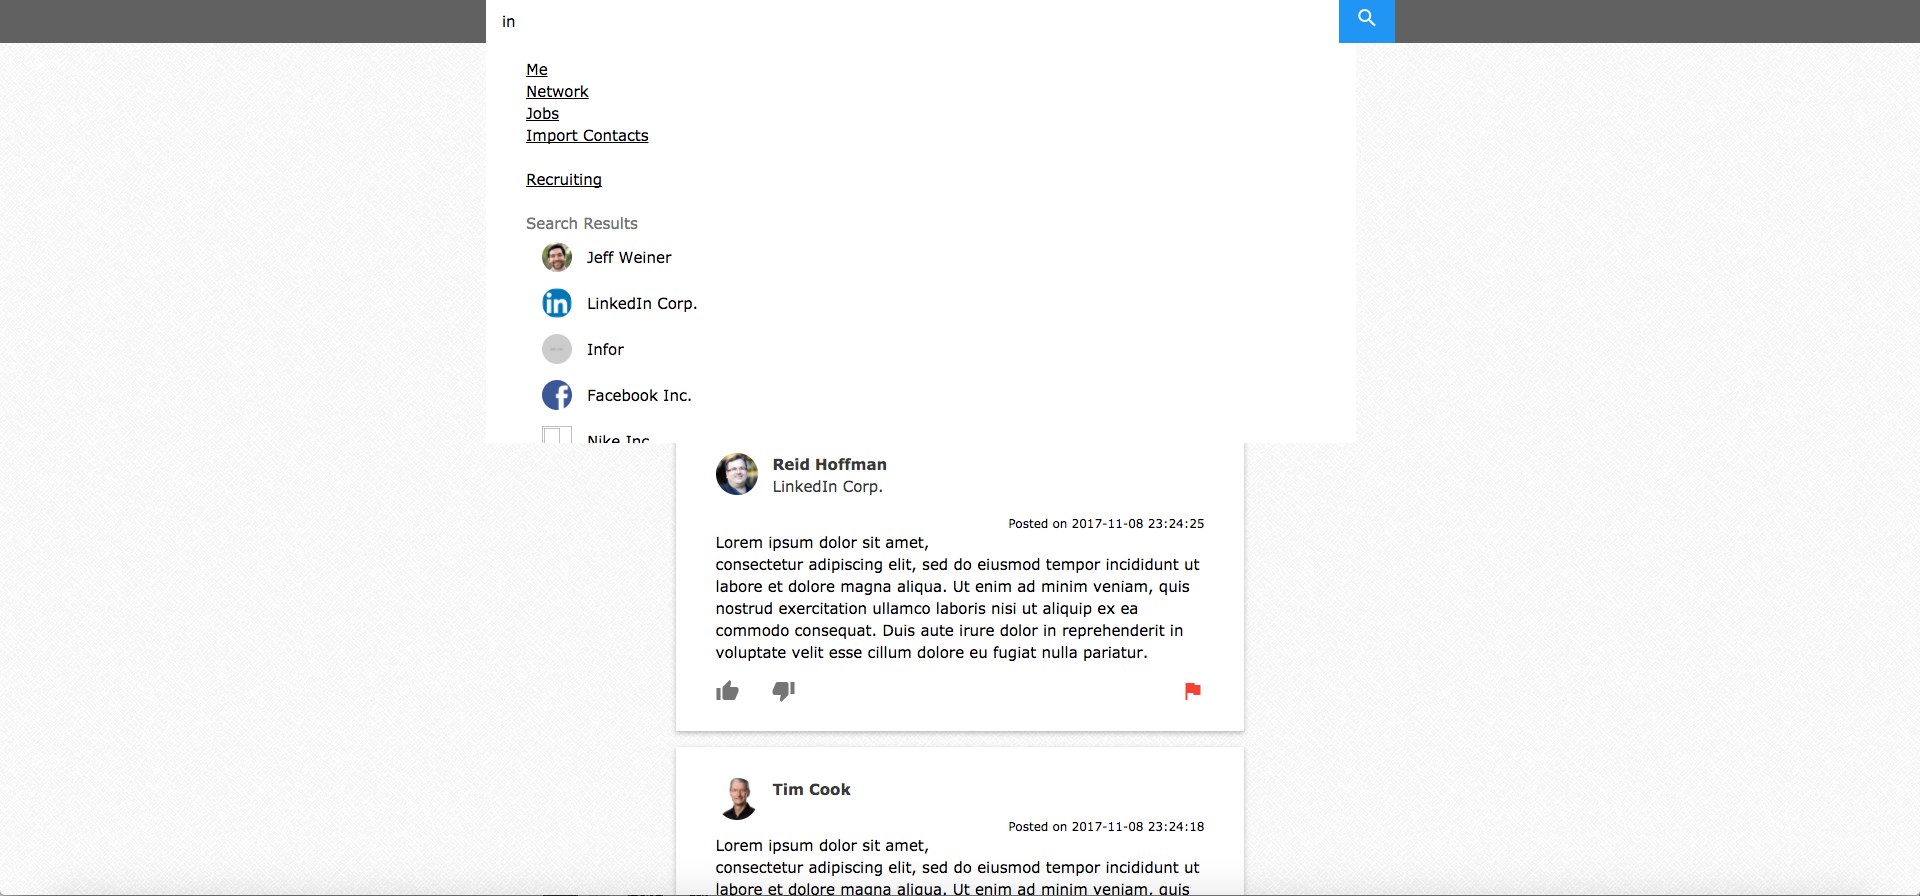 in
Me
Network
Jobs
Import Contacts
Recruiting
Search Results
Jeff Weiner
in LinkedIn Corp.
Infor
f Facebook Inc.
Nike Inc
Reid Hoffman
LinkedIn Corp.
Posted on 2017-11-08 23:24:25
Lorem ipsum dolor sit amet,
consectetur adipiscing elit, sed do eiusmod tempor incididunt ut
labore et dolore magna aliqua. Ut enim ad minim veniam, quis
nostrud exercitation ullamco laboris nisi ut aliquip ex ea
commodo consequat. Duis aute irure dolor in reprehenderit in
voluptate velit esse cillum dolore eu fugiat nulla pariatur.
Tim Cook
Posted on 2017-11-08 23:24:18
Lorem ipsum dolor sit amet,
consectetur adipiscing elit, sed do eiusmod tempor incididunt ut
labore et dolore magna aliqua. Ut enim ad minim veniam, quis